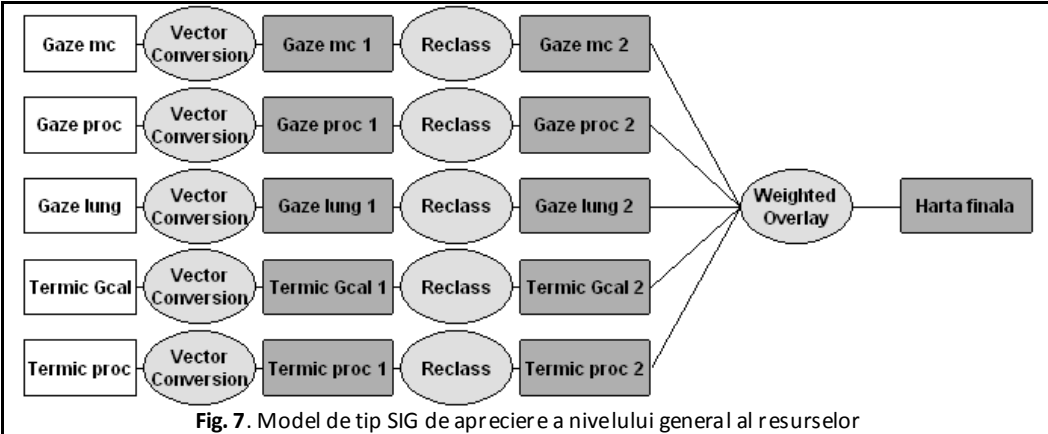 Gaze mc Vector Conversion Gaze mc 1 Reclass Gaze mc 2
Gaze proc Vector Conversion Gaze proc 1 Reclass Gaze proc 2
Gaze lung Vector Conversion Gaze lung 1 Reclass Gaze lung 2 Weighted Overlay Harta finala
Termic Gcal Vector Conversion Termic Gcal 1 Reclass Termic Gcal 2
Termic proc Vector Conversion Termic proc 1 Reclass Termic proc 2
Fig. 7. Model de tip SIG de apreciere a nivelului general al resurselor